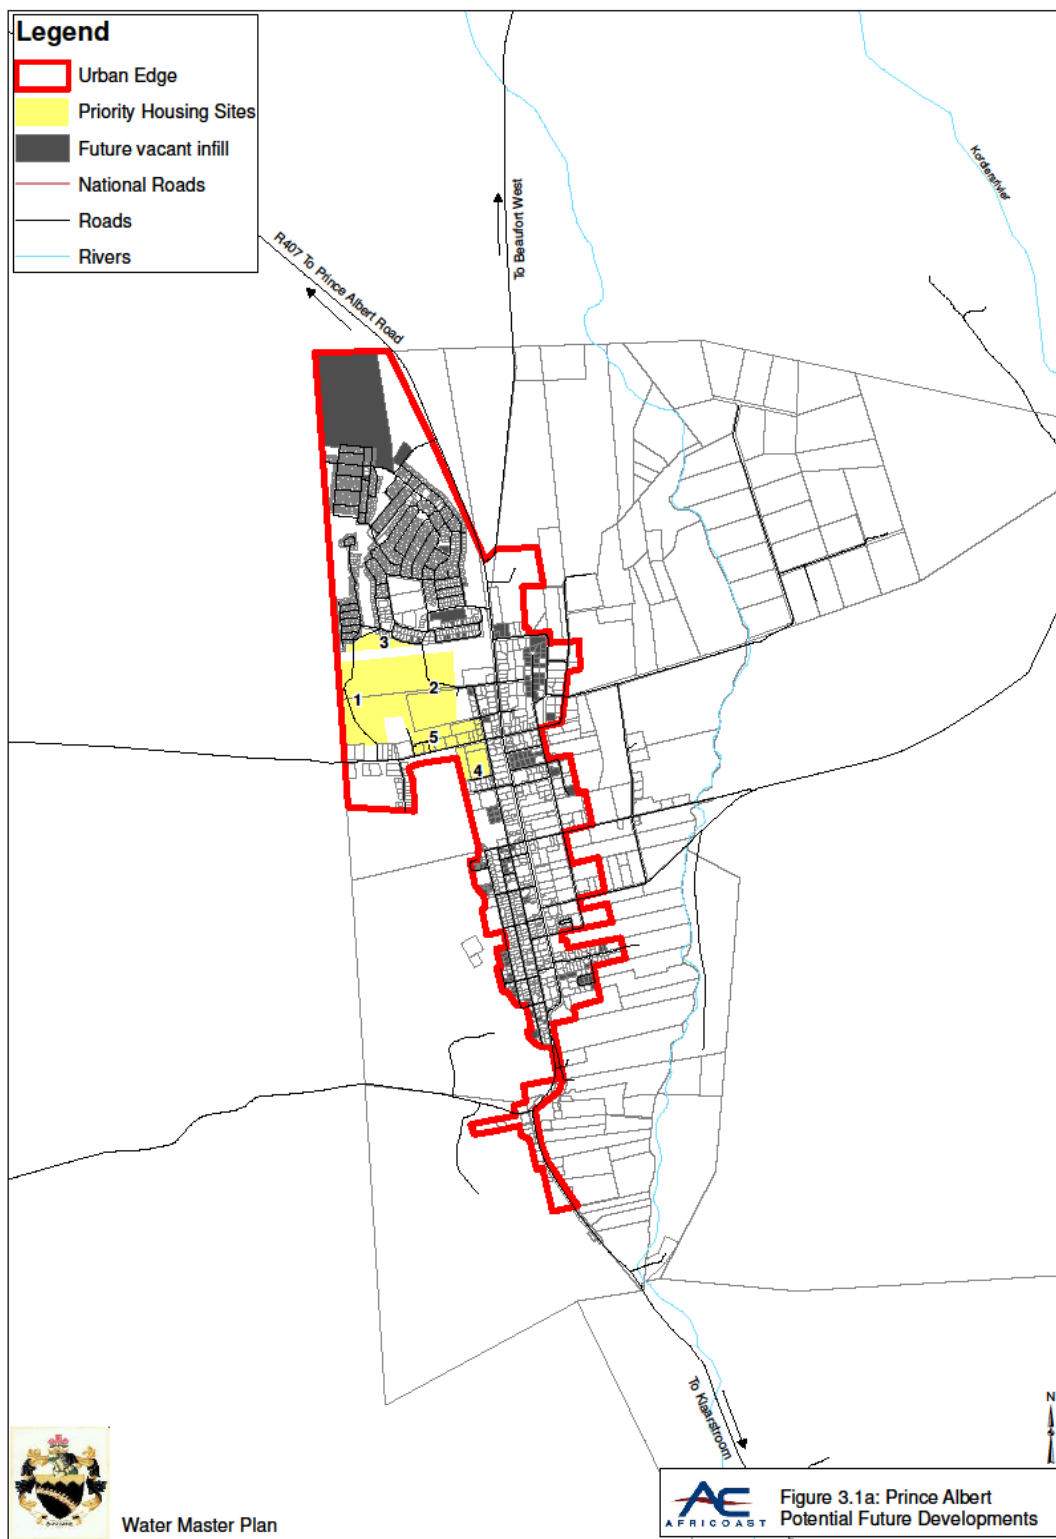 Legend
Urban Edge
Priority Housing Sites
Future vacant infill
National Roads
Roads
Rivers
Kordiersrivier
To Beaufort West
R407 To Prince Albert Road
3
1
2
5
4
To Klaarstroom
N
Water Master Plan
AFRICOAST
Figure 3.1a: Prince Albert
Potential Future Developments